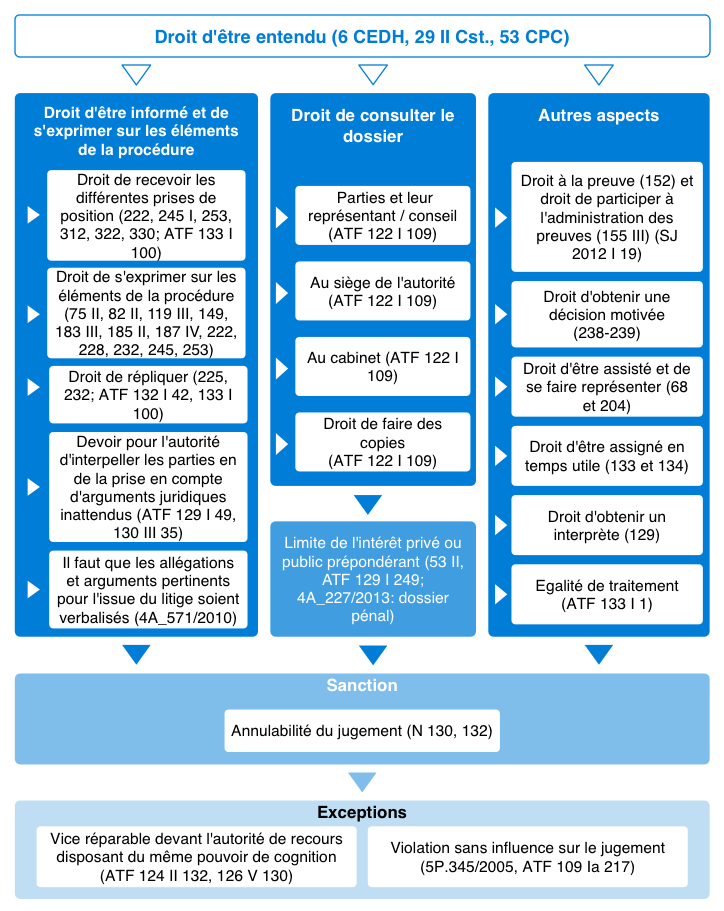 Droit d'être entendu (6 CEDH, 29 II Cst., 53 CPC)
Droit d'être informé et de
s'exprimer sur les éléments
de la procédure
Droit de recevoir les
différentes prises de
position (222, 245 I, 253,
312, 322, 330; ATF 133 I
100)
Droit de s'exprimer sur les
éléments de la procédure
(75 II, 82 II, 119 III, 149,
183 III, 185 II, 187 IV, 222,
228, 232, 245, 253)
Droit de répliquer (225,
232; ATF 132 I 42, 133 I
100)
Devoir pour l'autorité
d'interpeller les parties en
de la prise en compte
d'arguments juridiques
inattendus (ATF 129 I 49,
130 III 35)
Il faut que les allégations
et arguments pertinents
pour l'issue du litige soient
verbalisés (4A_571/2010)
Droit de consulter le
dossier
Parties et leur
représentant / conseil
(ATF 122 I 109)
Au siège de l'autorité
(ATF 122 I 109)
Au cabinet (ATF 122 I
109)
Droit de faire des
copies
(ATF 122 I 109)
Limite de l'intérêt privé ou
public prépondérant (53 II,
ATF 129 I 249;
4A_227/2013: dossier
pénal)
Autres aspects
Droit à la preuve (152) et
droit de participer à
l'administration des
preuves (155 III) (SJ
2012 I 19)
Droit d'obtenir une
décision motivée
(238-239)
Droit d'être assisté et de
se faire représenter (68
et 204)
Droit d'être assigné en
temps utile (133 et 134)
Droit d'obtenir un
interprète (129)
Egalité de traitement
(ATF 133 I 1)
Sanction
Annulabilité du jugement (N 130, 132)
Exceptions
Vice réparable devant l'autorité de recours
disposant du même pouvoir de cognition
(ATF 124 II 132, 126 V 130)
Violation sans influence sur le jugement
(5P.345/2005, ATF 109 Ia 217)